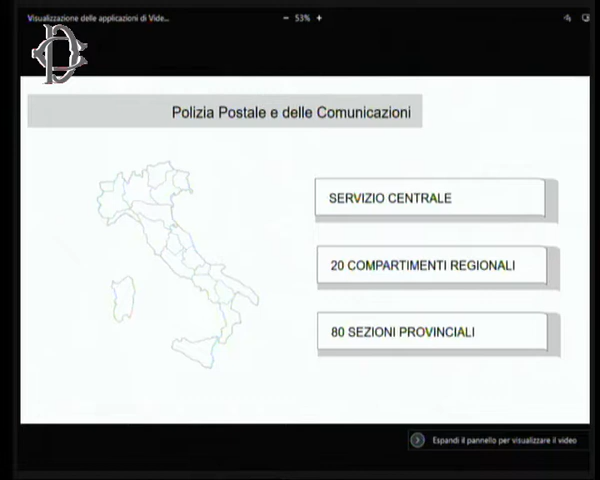 Visualizzazione delle applicazioni di Vide...
− 53% +
Polizia Postale e delle Comunicazioni
SERVIZIO CENTRALE
20 COMPARTIMENTI REGIONALI
80 SEZIONI PROVINCIALI
Espandi il pannello per visualizzare il video